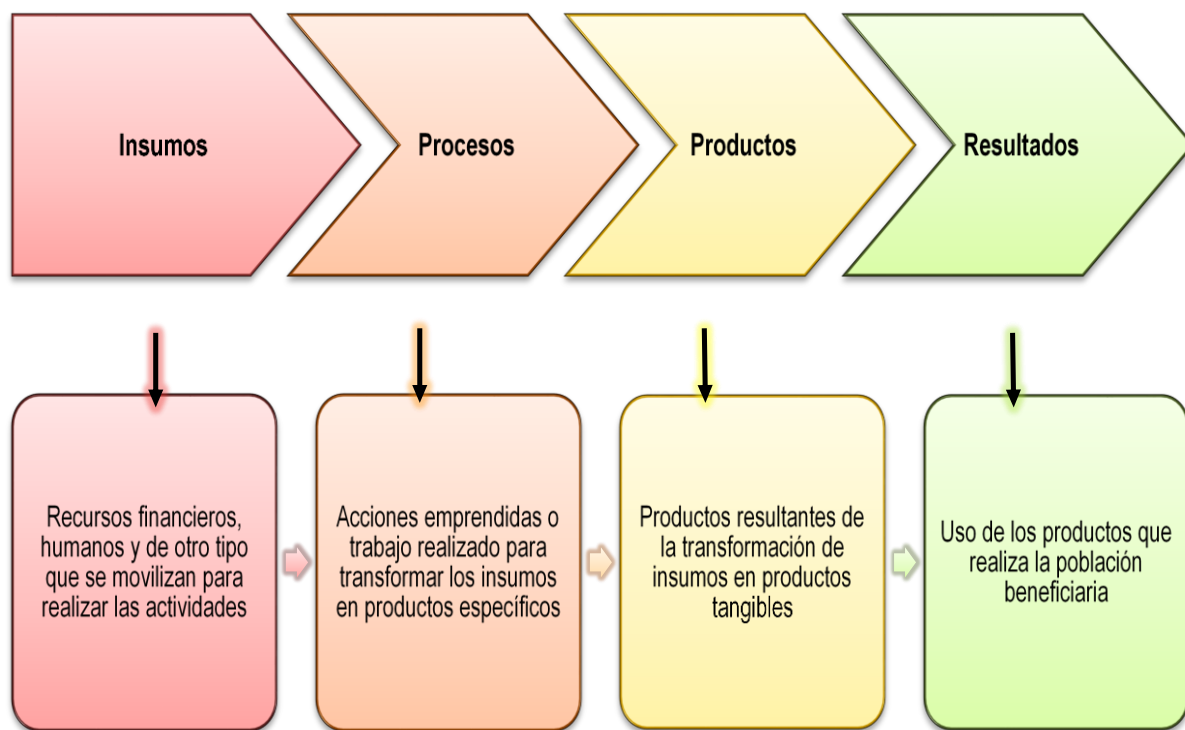 Insumos
Procesos
Productos
Resultados
Recursos financieros,
humanos y de otro tipo
que se movilizan para
realizar las actividades
Acciones emprendidas o
trabajo realizado para
transformar los insumos
en productos específicos
Productos resultantes de
la transformación de
insumos en productos
tangibles
Uso de los productos que
realiza la población
beneficiaria